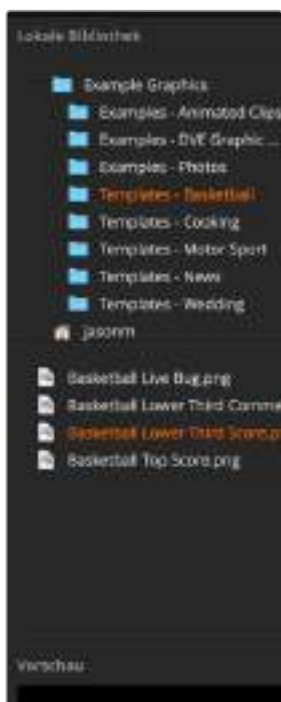 Lokale Bibliothek
Example Graphics
Examples - Animated Clips
Examples - DVE Graphic ...
Examples - Photos
Templates - Basketball
Templates - Cooking
Templates - Motor Sport
Templates - News
Templates - Wedding
jasonm
Basketball Live Bug.png
Basketball Lower Third Comme
Basketball Lower Third Score.p
Basketball Top Score.png
Vorschau